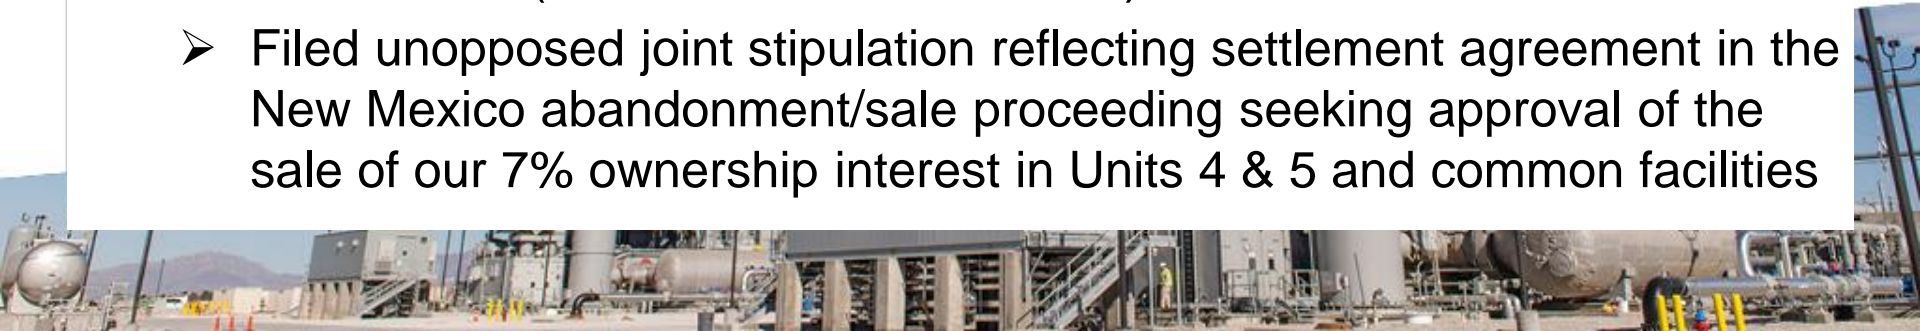 ➢ Filed unopposed joint stipulation reflecting settlement agreement in the
New Mexico abandonment/sale proceeding seeking approval of the
sale of our 7% ownership interest in Units 4 & 5 and common facilities